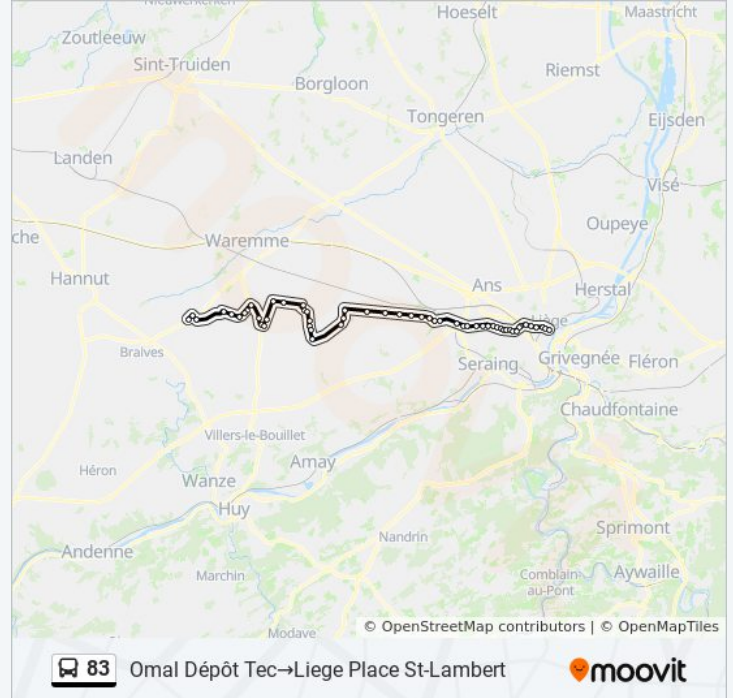 Nieuwerkerken
Hoeselt
Maastricht
Zoutleeuw
Sint-Truiden
Riemst
Borgloon
Tongeren
Eijsden
Landen
Visé
Oupeye
che
Waremme
Hannut
Ans
Herstal
Liège
Braives
Grivegnée
Fléron
Seraing
Chaudfontaine
Villers-le-Bouillet
Amay
Héron
Wanze
Huy
Sprimont
Nandrin
Andenne
Marchin
Comblain-
au-Pont
Aywaille
© OpenStreetMap contributors | © OpenMapTiles
Modave
83 Omal Dépôt Tec→Liege Place St-Lambert
moovit